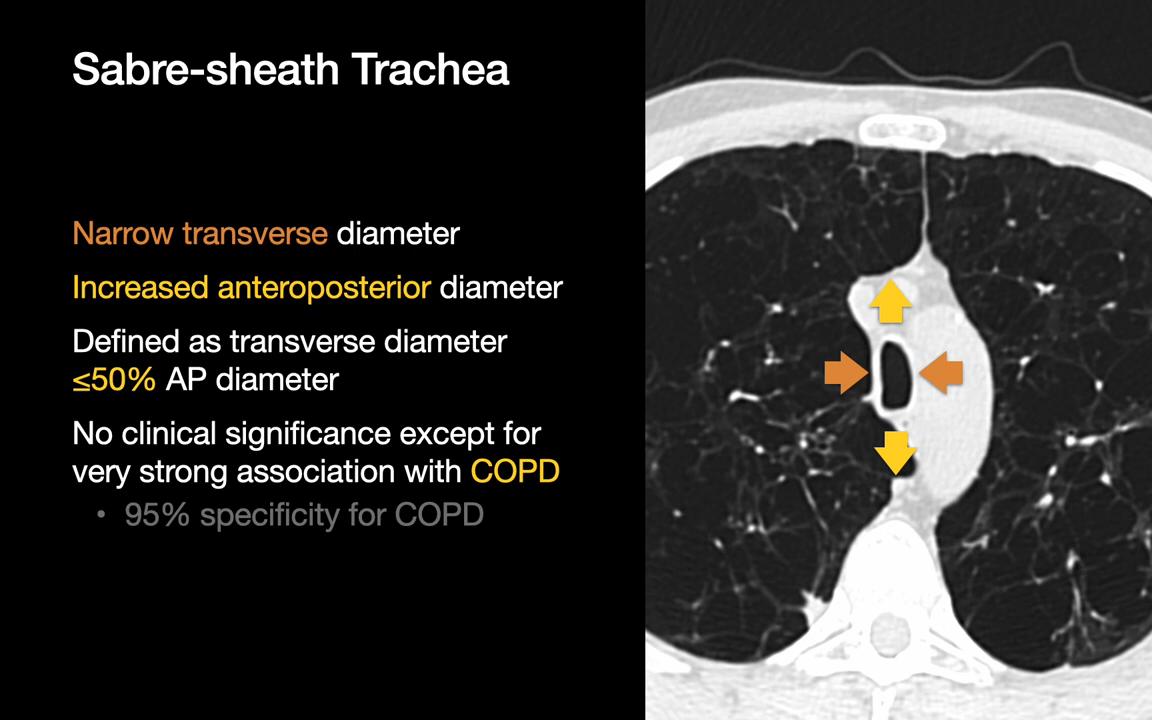 Sabre-sheath Trachea
Narrow transverse diameter
Increased anteroposterior diameter
Defined as transverse diameter
≤50% AP diameter
No clinical significance except for
very strong association with COPD
• 95% specificity for COPD